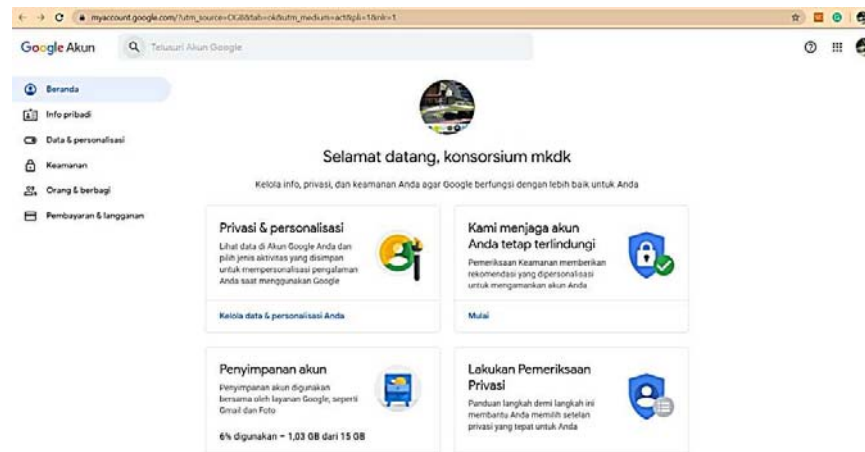 myaccount.google.com/?utm_source=OGB&tab=ok&utm_medium=act&pli=1&nlr=1
Google Akun
Telusuri Akun Google
Beranda
Info pribadi
Data & personalisasi
Keamanan
Orang & berbagi
Pembayaran & langganan
Selamat datang, konsorsium mkdk
Kelola info, privasi, dan keamanan Anda agar Google berfungsi dengan lebih baik untuk Anda
Privasi & personalisasi
Lihat data di Akun Google Anda dan
pilih jenis aktivitas yang disimpan
untuk mempersonalisasi pengalaman
Anda saat menggunakan Google
Kelola data & personalisasi Anda
Kami menjaga akun
Anda tetap terlindungi
Pemeriksaan Keamanan memberikan
rekomendasi yang dipersonalisasi
untuk mengamankan akun Anda
Mulai
Penyimpanan akun
Penyimpanan akun digunakan
bersama oleh layanan Google, seperti
Gmail dan Foto
6% digunakan – 1,03 GB dari 15 GB
Lakukan Pemeriksaan
Privasi
Panduan langkah demi langkah ini
membantu Anda memilih setelan
privasi yang tepat untuk Anda